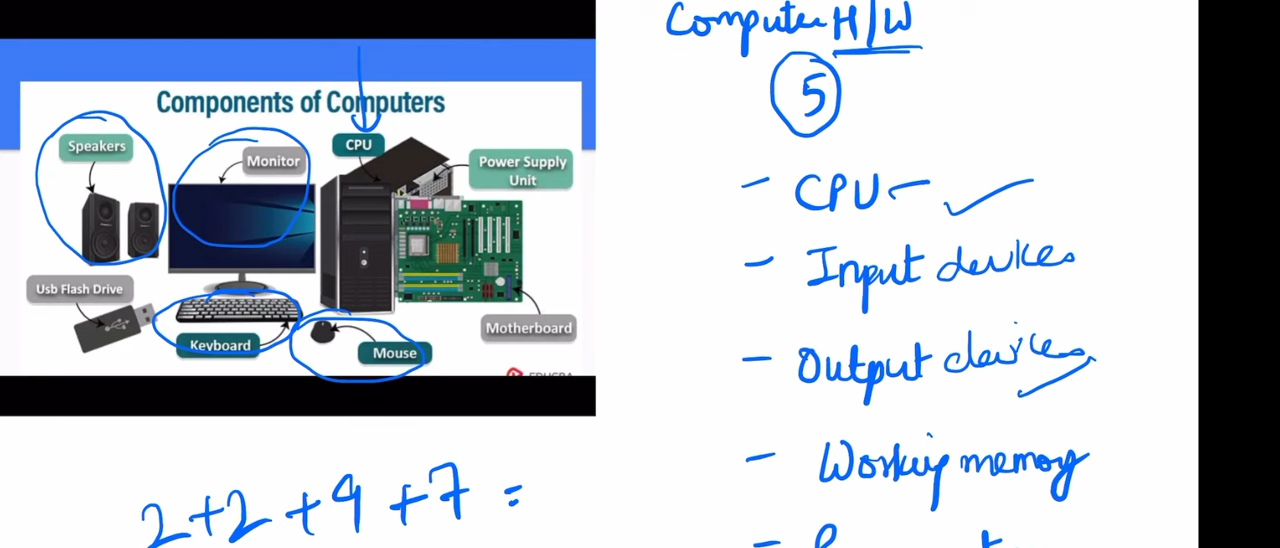 Computer H/W
5
Components of Computers
Speakers
Monitor
CPU
Power Supply
Unit
Usb Flash Drive
Keyboard
Mouse
Motherboard
- CPU
- Input devices
- Output devices
- Working memory
2+2+9+7=